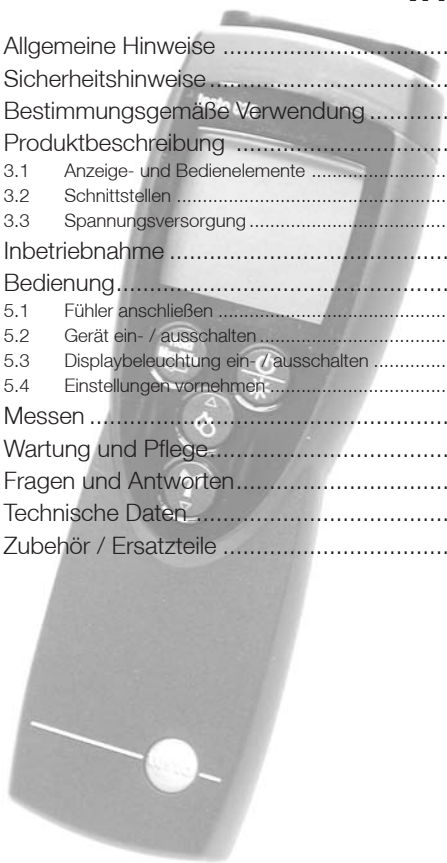 Allgemeine Hinweise
Sicherheitshinweise
Bestimmungsgemäße Verwendung
Produktbeschreibung
3.1 Anzeige- und Bedienelemente
3.2 Schnittstellen
3.3 Spannungsversorgung
Inbetriebnahme
Bedienung
5.1 Fühler anschließen
5.2 Gerät ein- / ausschalten
5.3 Displaybeleuchtung ein- / ausschalten
5.4 Einstellungen vornehmen
Messen
Wartung und Pflege
Fragen und Antworten
Technische Daten
Zubehör / Ersatzteile